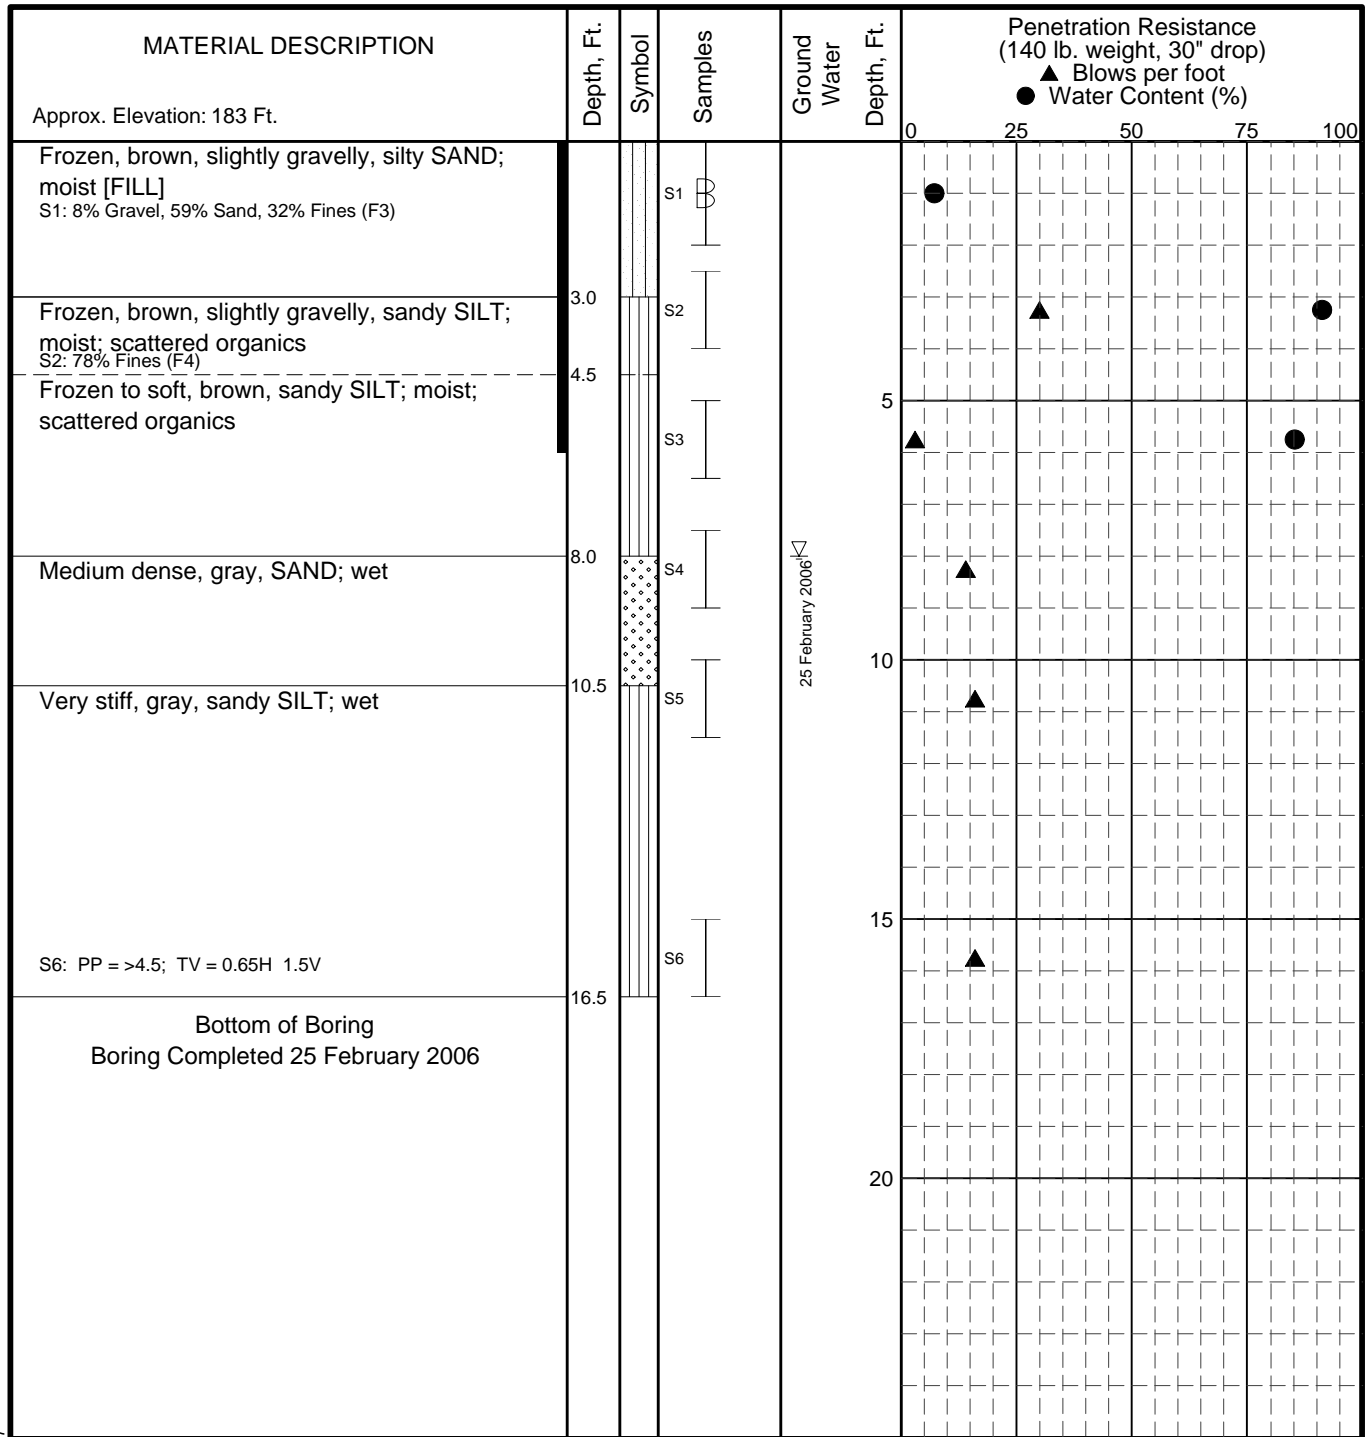 MATERIAL DESCRIPTION
Approx. Elevation: 183 Ft.
Depth, Ft.
Symbol
Samples
Ground
Water
Depth, Ft.
Penetration Resistance
(140 lb. weight, 30" drop)
▲ Blows per foot
● Water Content (%)
0 25 50 75 100
Frozen, brown, slightly gravelly, silty SAND;
moist [FILL]
S1: 8% Gravel, 59% Sand, 32% Fines (F3)
S1
3.0
Frozen, brown, slightly gravelly, sandy SILT;
moist; scattered organics
S2: 78% Fines (F4)
S2
4.5
Frozen to soft, brown, sandy SILT; moist;
scattered organics
S3
5
8.0
Medium dense, gray, SAND; wet
S4
25 February 2006
10
10.5
Very stiff, gray, sandy SILT; wet
S5
15
S6: PP = >4.5; TV = 0.65H 1.5V
S6
16.5
Bottom of Boring
Boring Completed 25 February 2006
20